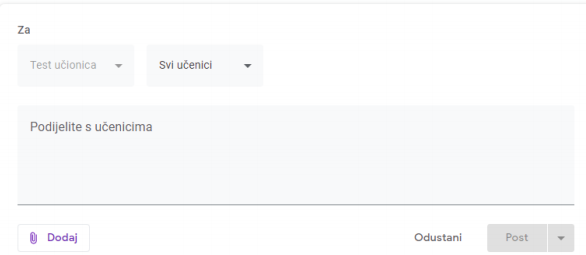 Za
Test učionica Svi učenici
Podijelite s učenicima
Dodaj Odustani Post